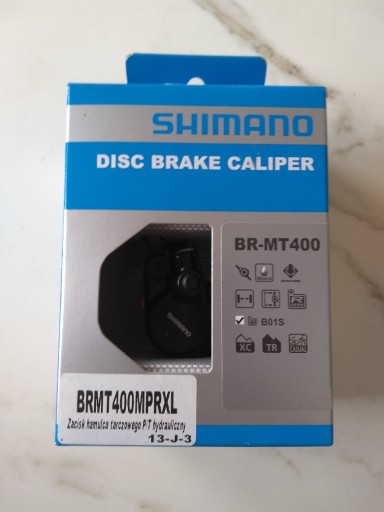 SHIMANO
DISC BRAKE CALIPER
BR-MT400
B01S
XC TR
SHIMANO
BRMT400MPRXL
Zacisk hamulca tarczowego P/T hydrauliczny
13-J-3